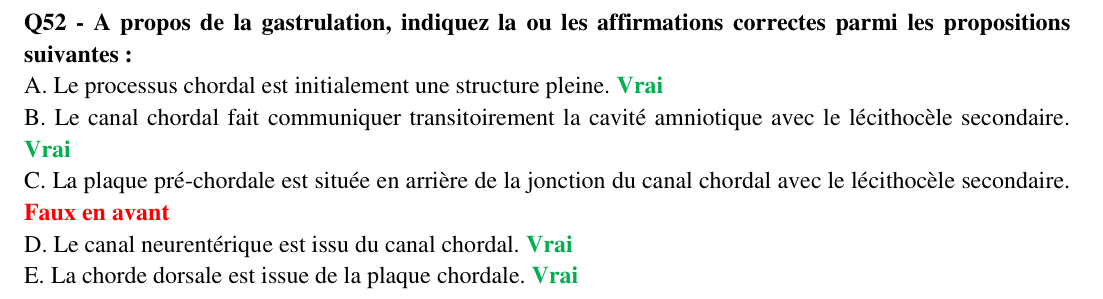 Q52 - A propos de la gastrulation, indiquez la ou les affirmations correctes parmi les propositions
suivantes :
A. Le processus chordal est initialement une structure pleine. Vrai
B. Le canal chordal fait communiquer transitoirement la cavité amniotique avec le lécithocèle secondaire.
Vrai
C. La plaque pré-chordale est située en arrière de la jonction du canal chordal avec le lécithocèle secondaire.
Faux en avant
D. Le canal neurentérique est issu du canal chordal. Vrai
E. La chorde dorsale est issue de la plaque chordale. Vrai